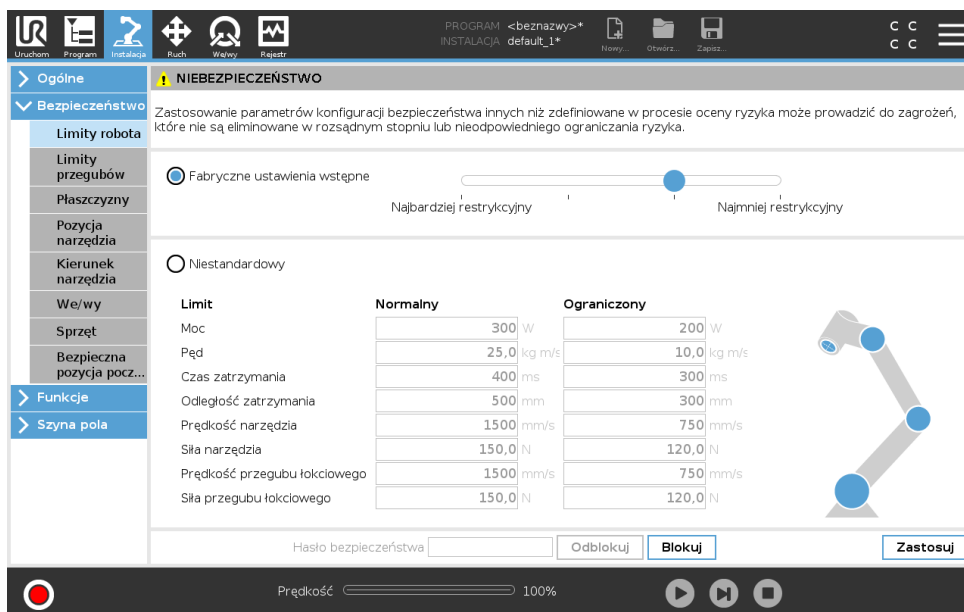 UR
PROGRAM <beznazwy>*
INSTALACJA default_1*
Uruchom Program Instalacja Ruch We/wy Rejestr
Nowy... Otwórz... Zapisz...
C C
C C
Ogólne
Bezpieczeństwo
Limity robota
Limity
przegubów
Płaszczyzny
Pozycja
narzędzia
Kierunek
narzędzia
We/wy
Sprzęt
Bezpieczna
pozycja pocz...
Funkcje
Szyna pola
NIEBEZPIECZEŃSTWO
Zastosowanie parametrów konfiguracji bezpieczeństwa innych niż zdefiniowane w procesie oceny ryzyka może prowadzić do zagrożeń,
które nie są eliminowane w rozsądnym stopniu lub nieodpowiedniego ograniczania ryzyka.
Fabryczne ustawienia wstępne
Najbardziej restrykcyjny Najmniej restrykcyjny
Niestandardowy
Limit Normalny Ograniczony
Moc 300 W 200 W
Pęd 25,0 kg m/s 10,0 kg m/s
Czas zatrzymania 400 ms 300 ms
Odległość zatrzymania 500 mm 300 mm
Prędkość narzędzia 1500 mm/s 750 mm/s
Siła narzędzia 150,0 N 120,0 N
Prędkość przegubu łokciowego 1500 mm/s 750 mm/s
Siła przegubu łokciowego 150,0 N 120,0 N
Hasło bezpieczeństwa Odblokuj Blokuj Zastosuj
Prędkość 100%